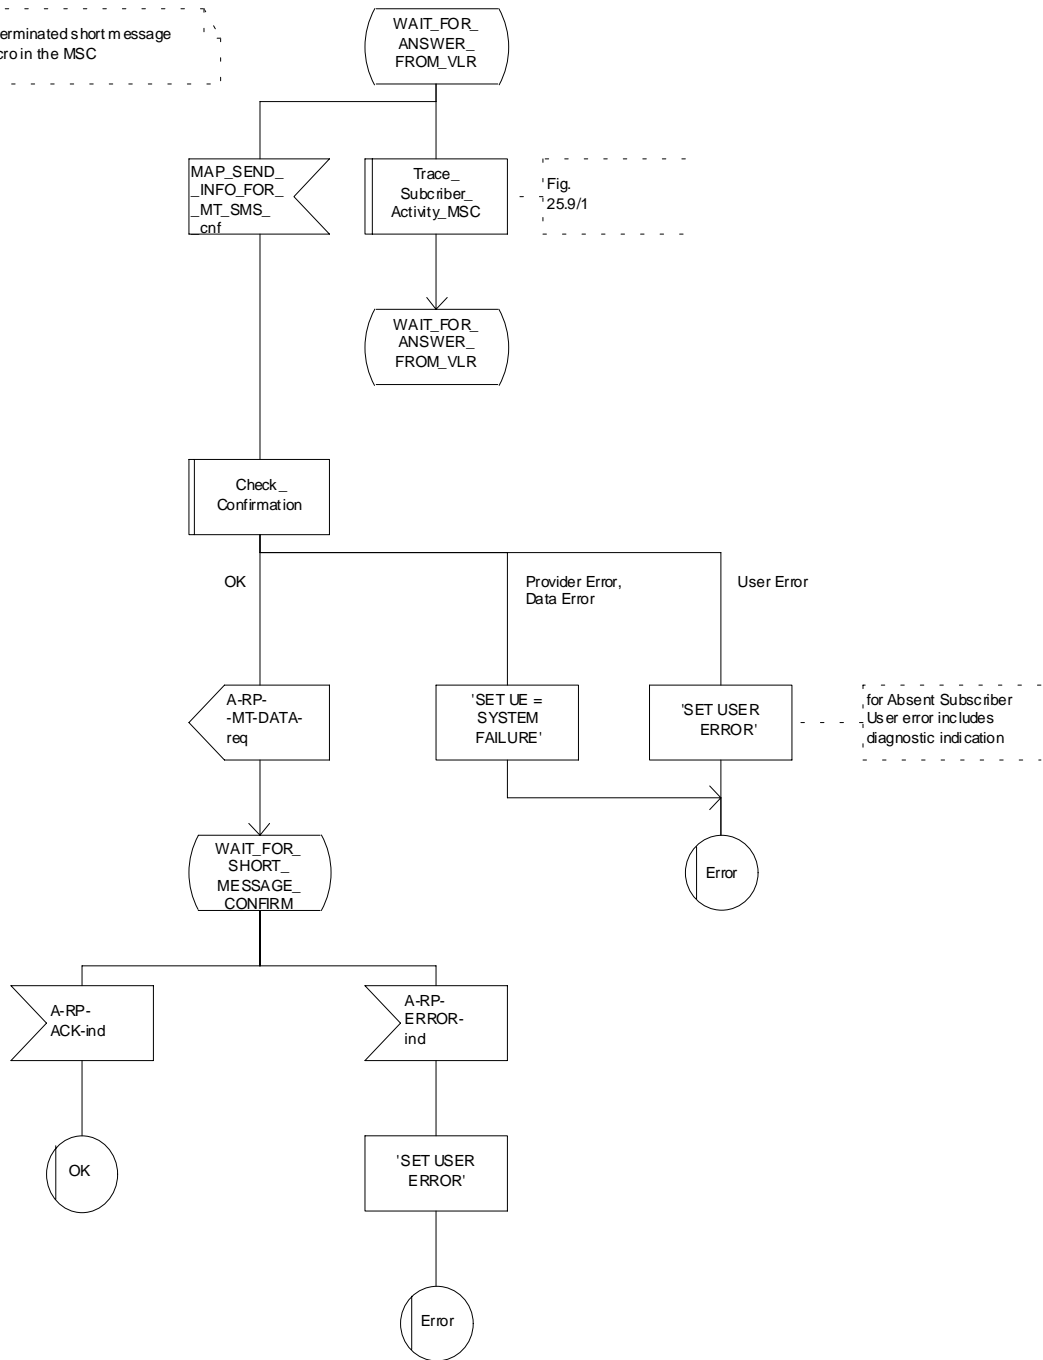 erminated short message
cro in the MSC
WAIT_FOR_
ANSWER_
FROM_VLR
MAP_SEND_
_INFO_FOR_
_MT_SMS_
_cnf
Trace_
Subcriber_
Activity_MSC
Fig.
25.9/1
WAIT_FOR_
ANSWER_
FROM_VLR
Check_
Confirmation
OK
Provider Error,
Data Error
User Error
A-RP-
-MT-DATA-
req
'SET UE =
SYSTEM
FAILURE'
'SET USER
ERROR'
for Absent Subscriber
User error includes
diagnostic indication
WAIT_FOR_
SHORT_
MESSAGE_
CONFIRM
Error
A-RP-
ACK-ind
A-RP-
ERROR-
ind
OK
'SET USER
ERROR'
Error